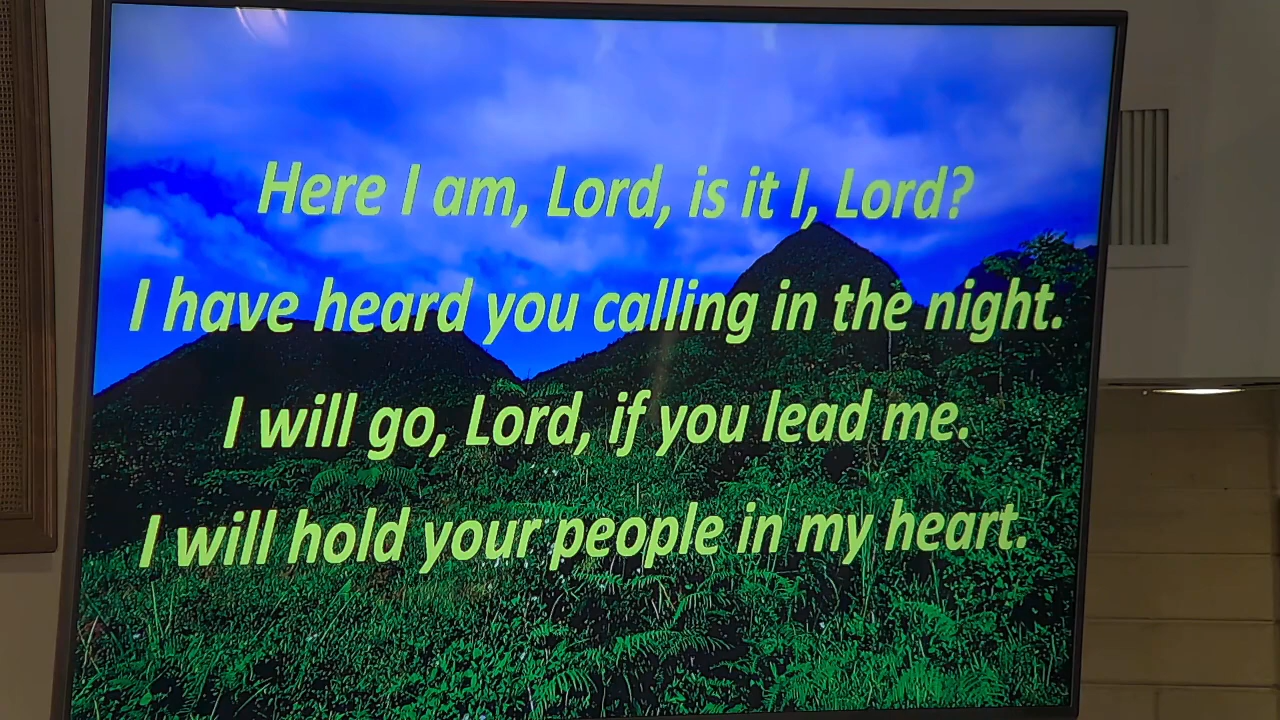 Here I am, Lord, is it I, Lord?
I have heard you calling in the night.
I will go, Lord, if you lead me.
I will hold your people in my heart.